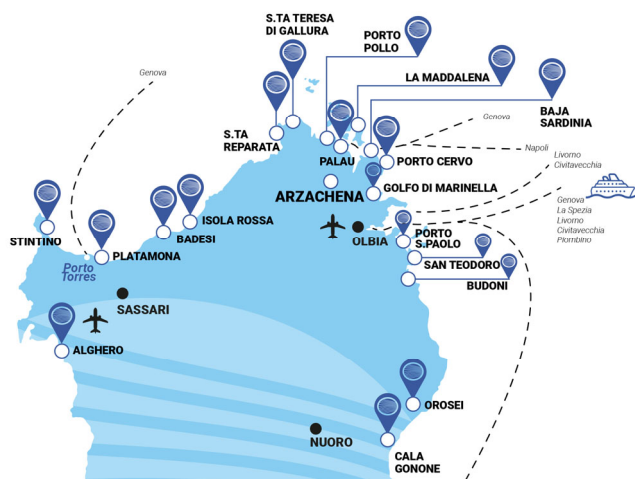 S.TA TERESA
DI GALLURA
PORTO
POLLO
LA MADDALENA
BAJA
SARDINIA
Genova
Genova
S.TA
REPARATA
PALAU
PORTO CERVO
Napoli
Livorno
Civitavecchia
ARZACHENA
GOLFO DI MARINELLA
Genova
La Spezia
Livorno
Civitavecchia
Piombino
ISOLA ROSSA
BADESI
STINTINO
PLATAMONA
OLBIA
PORTO
S.PAOLO
SAN TEODORO
BUDONI
Porto
Torres
SASSARI
ALGHERO
OROSEI
NUORO
CALA
GONONE